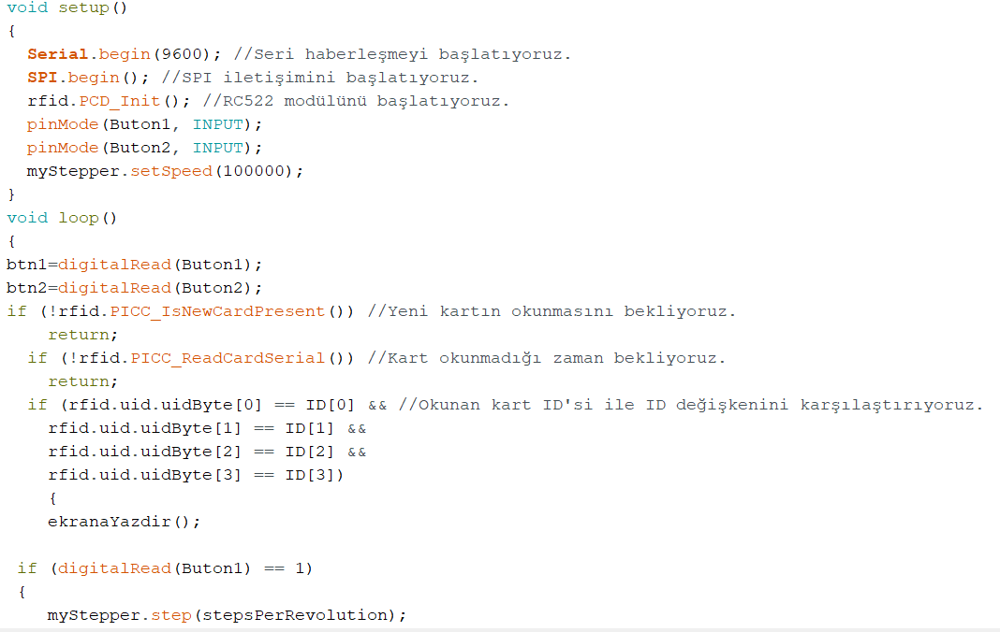 void setup()
{
  Serial.begin(9600); //Seri haberleşmeyi başlatıyoruz.
  SPI.begin(); //SPI iletişimini başlatıyoruz.
  rfid.PCD_Init(); //RC522 modülünü başlatıyoruz.
  pinMode(Buton1, INPUT);
  pinMode(Buton2, INPUT);
  myStepper.setSpeed(100000);
}
void loop()
{
btn1=digitalRead(Buton1);
btn2=digitalRead(Buton2);
if (!rfid.PICC_IsNewCardPresent()) //Yeni kartın okunmasını bekliyoruz.
    return;
  if (!rfid.PICC_ReadCardSerial()) //Kart okunmadığı zaman bekliyoruz.
    return;
  if (rfid.uid.uidByte[0] == ID[0] && //Okunan kart ID'si ile ID değişkenini karşılaştırıyoruz.
    rfid.uid.uidByte[1] == ID[1] &&
    rfid.uid.uidByte[2] == ID[2] &&
    rfid.uid.uidByte[3] == ID[3])
    {
    ekranaYazdir();

 if (digitalRead(Buton1) == 1)
 {
    myStepper.step(stepsPerRevolution);